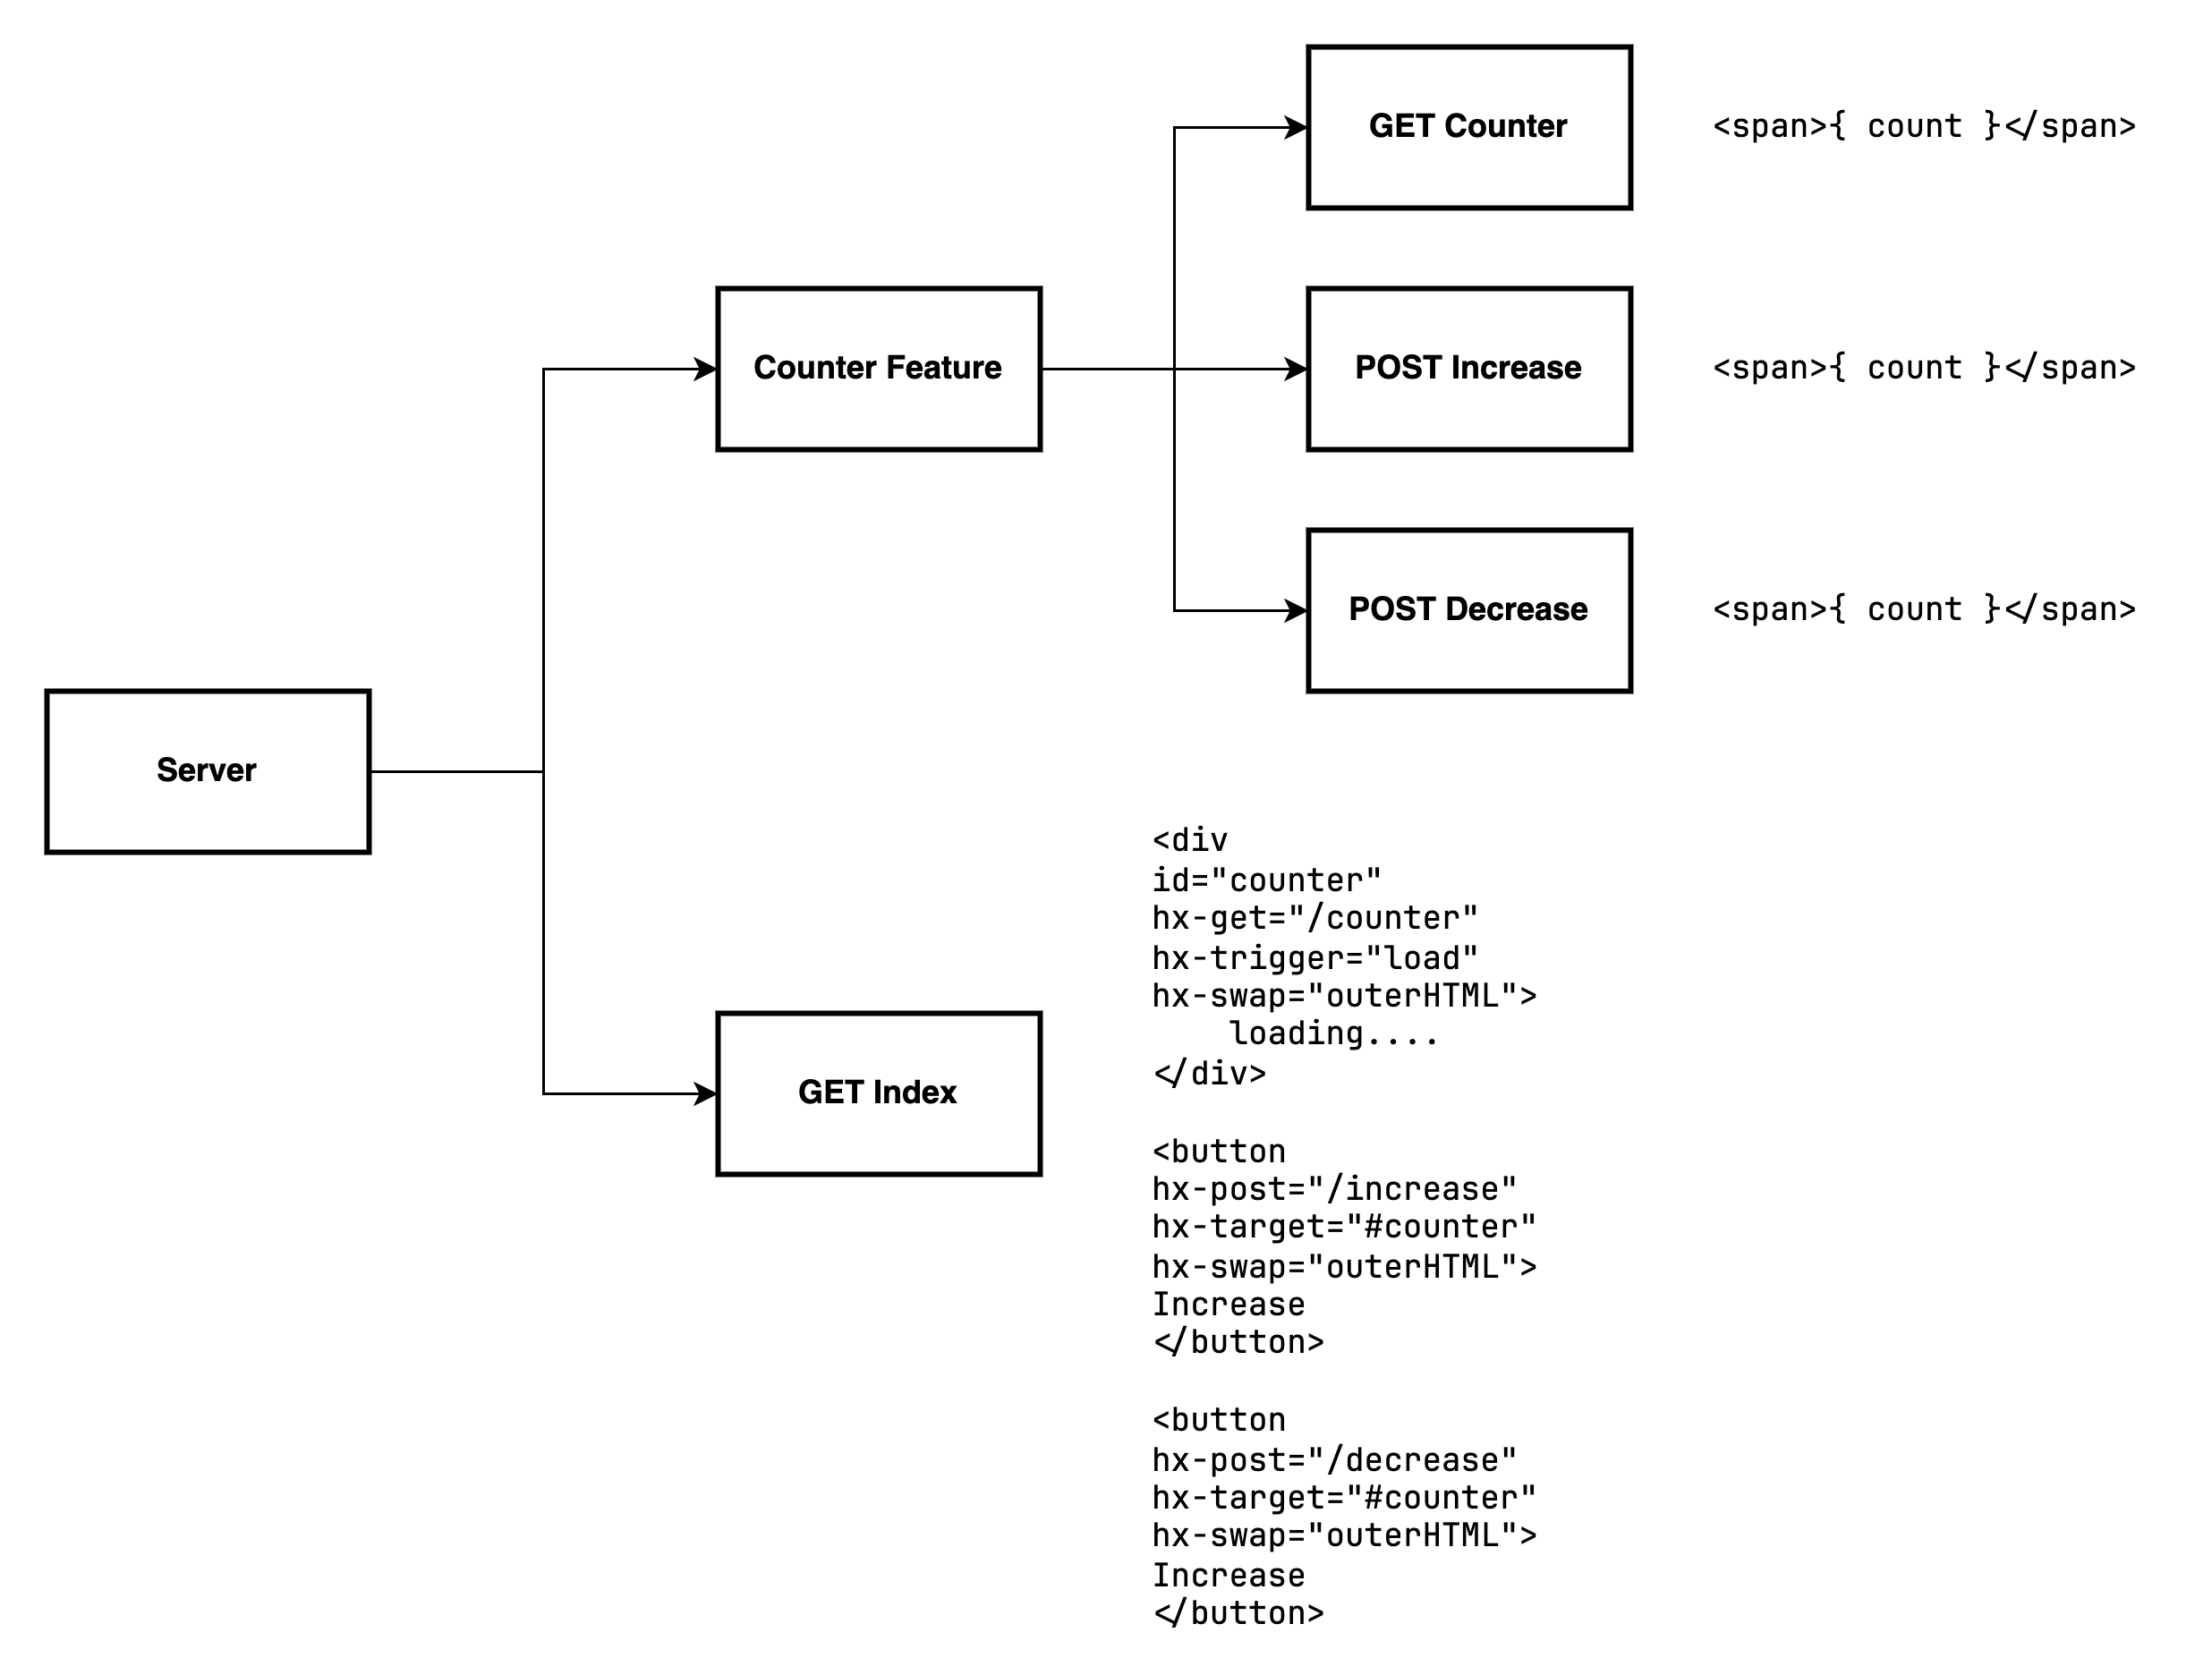 GET Counter
<span>{ count }</span>
Counter Feature
POST Increase
<span>{ count }</span>
POST Decrease
<span>{ count }</span>
Server
GET Index
<div
id="counter"
hx-get="/counter"
hx-trigger="load"
hx-swap="outerHTML">
    loading....
</div>
<button
hx-post="/increase"
hx-target="#counter"
hx-swap="outerHTML">
Increase
</button>
<button
hx-post="/decrease"
hx-target="#counter"
hx-swap="outerHTML">
Increase
</button>